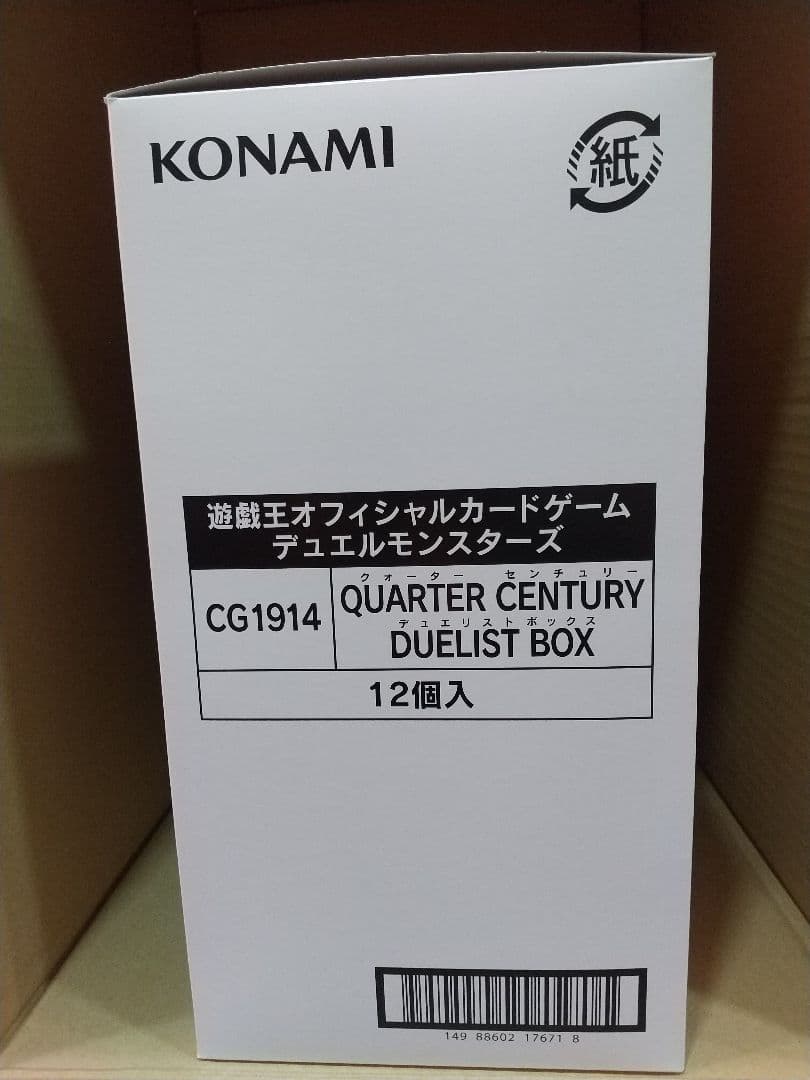 KONAMI
紙
遊戯王オフィシャルカードゲーム
デュエルモンスターズ
CG1914
クォーター センチュリー
QUARTER CENTURY
デュエリストボックス
DUELIST BOX
12個入
149 88602 17671 8